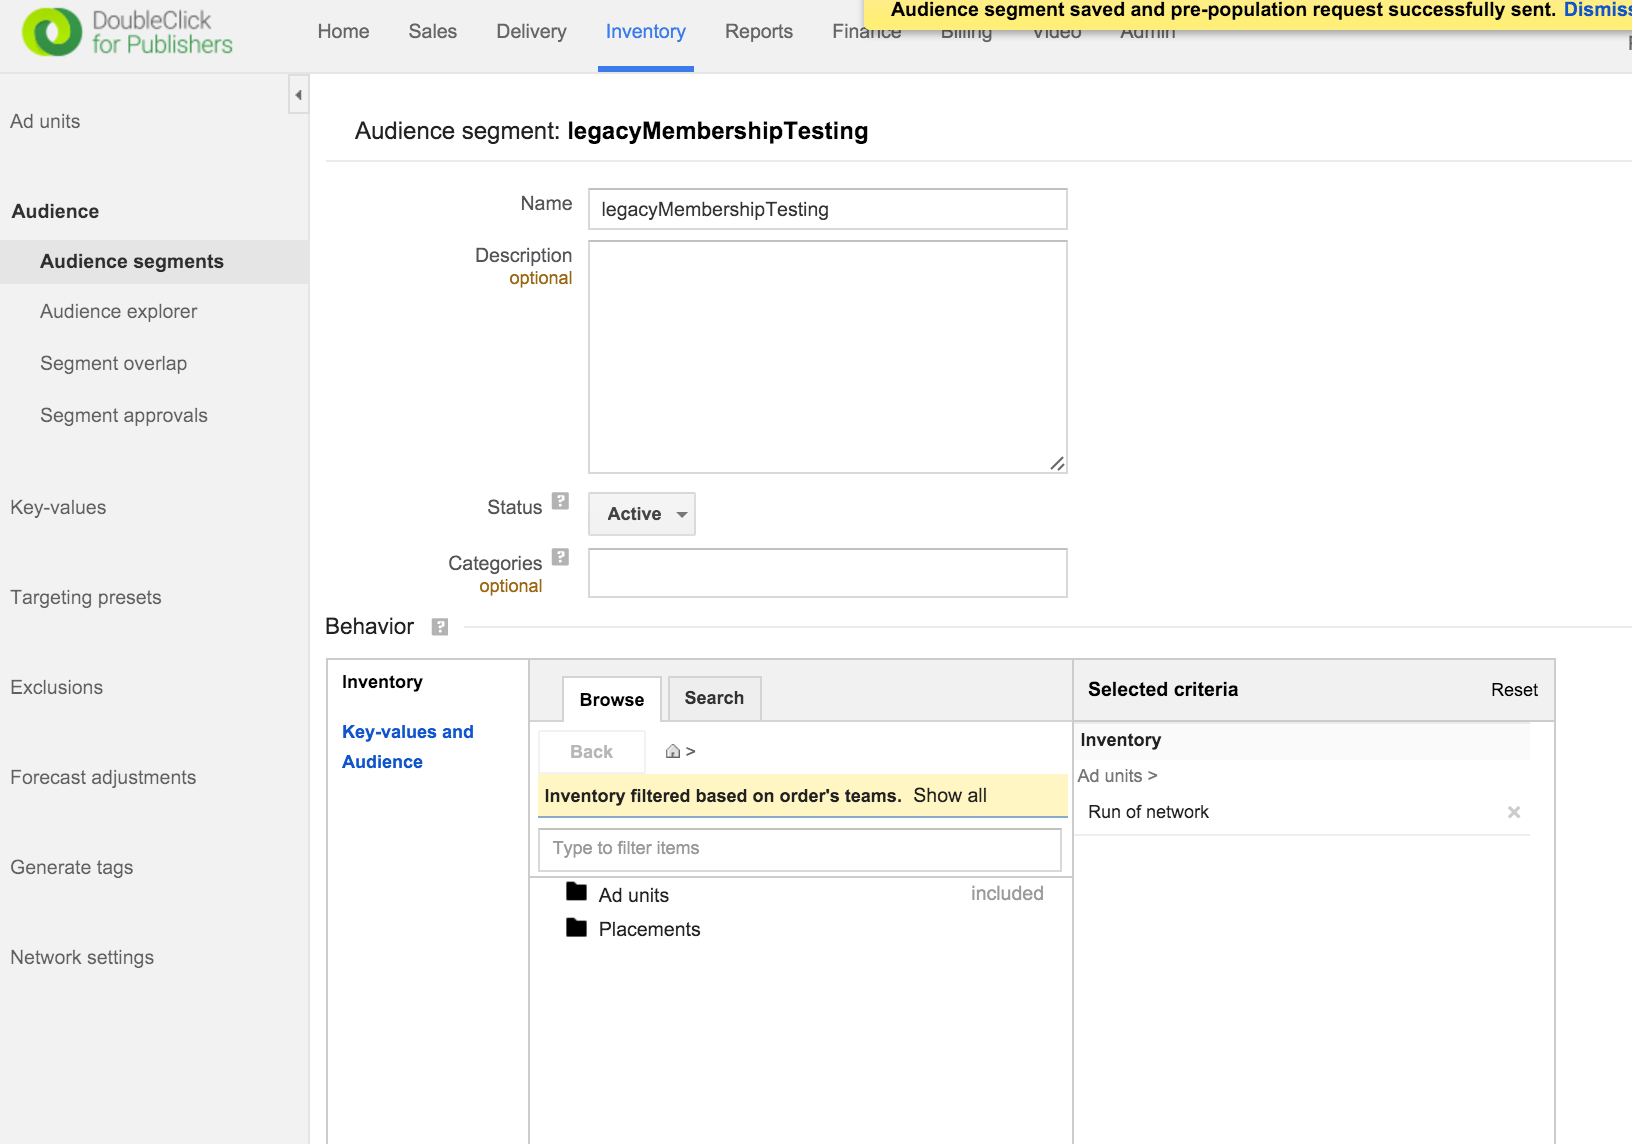 DoubleClick
for Publishers
Home
Sales
Delivery
Inventory
Reports
Finance
Billing
Video
Admin
Audience segment saved and pre-population request successfully sent. Dismiss
Ad units
Audience
Audience segments
Audience explorer
Segment overlap
Segment approvals
Key-values
Targeting presets
Exclusions
Forecast adjustments
Generate tags
Network settings
Audience segment: legacyMembershipTesting
Name
legacyMembershipTesting
Description
optional
Status ?
Active
Categories ?
optional
Behavior ?
Inventory
Key-values and
Audience
Browse
Search
Back
>
Inventory filtered based on order's teams. Show all
Type to filter items
Ad units
included
Placements
Selected criteria
Reset
Inventory
Ad units >
Run of network